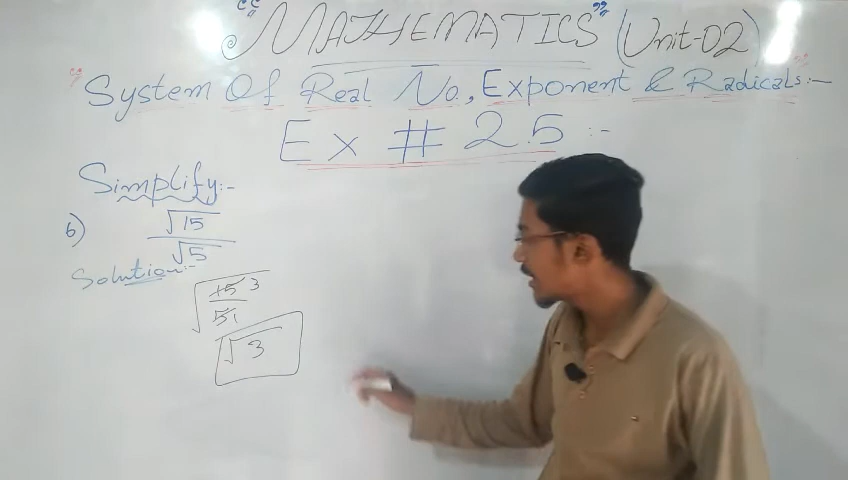 “MATHEMATICS” (Unit-02)
“System Of Real No., Exponent & Radicals:-”
Ex # 2.5 :-
Simplify:-
6) √15 / √5
Solution:-
√15 3 / 5 1
√3